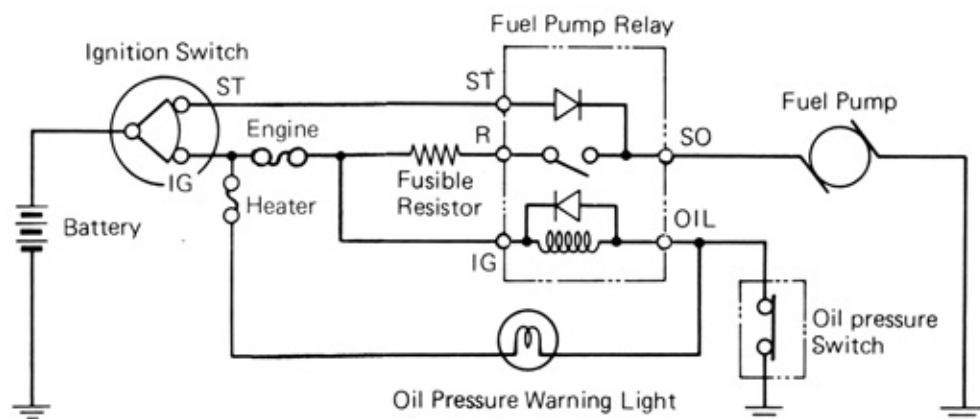 Fuel Pump Relay
Ignition Switch
ST
ST
Engine
R
SO
Fuel Pump
IG
Heater
Fusible
Resistor
Battery
IG
OIL
Oil pressure
Switch
Oil Pressure Warning Light